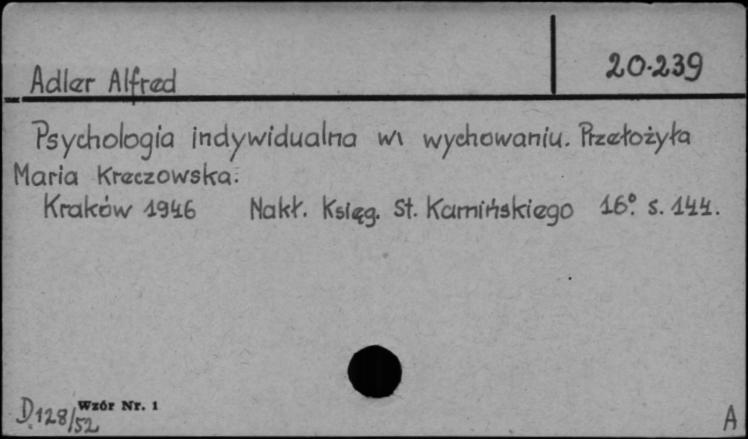 Adler Alfred
20.239
Psychologia indywidualna w wychowaniu. Przełożyła
Maria Kreczowska.
Kraków 1946 Nakł. Księg. St. Kamińskiego 16° s. 144.
Wzór Nr. 1
D.128/52
A